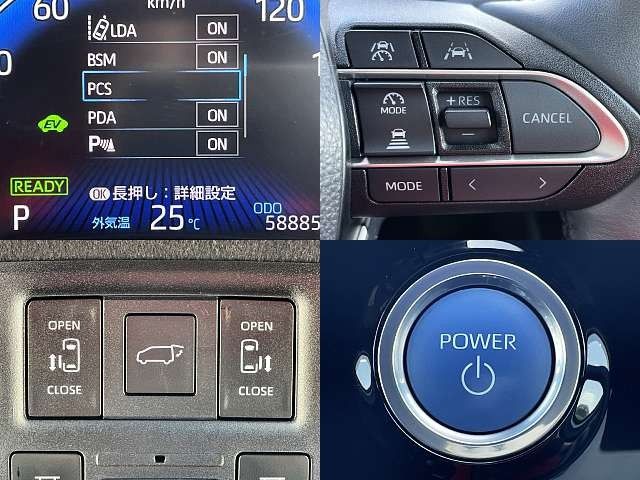 60
km/h
120
LDA ON
BSM ON
PCS
PDA ON
P ON
EV
READY
OK 長押し：詳細設定
P
外気温 25℃
ODO
58885
MODE
+RES
−
CANCEL
MODE
< >
OPEN
CLOSE
OPEN
CLOSE
POWER